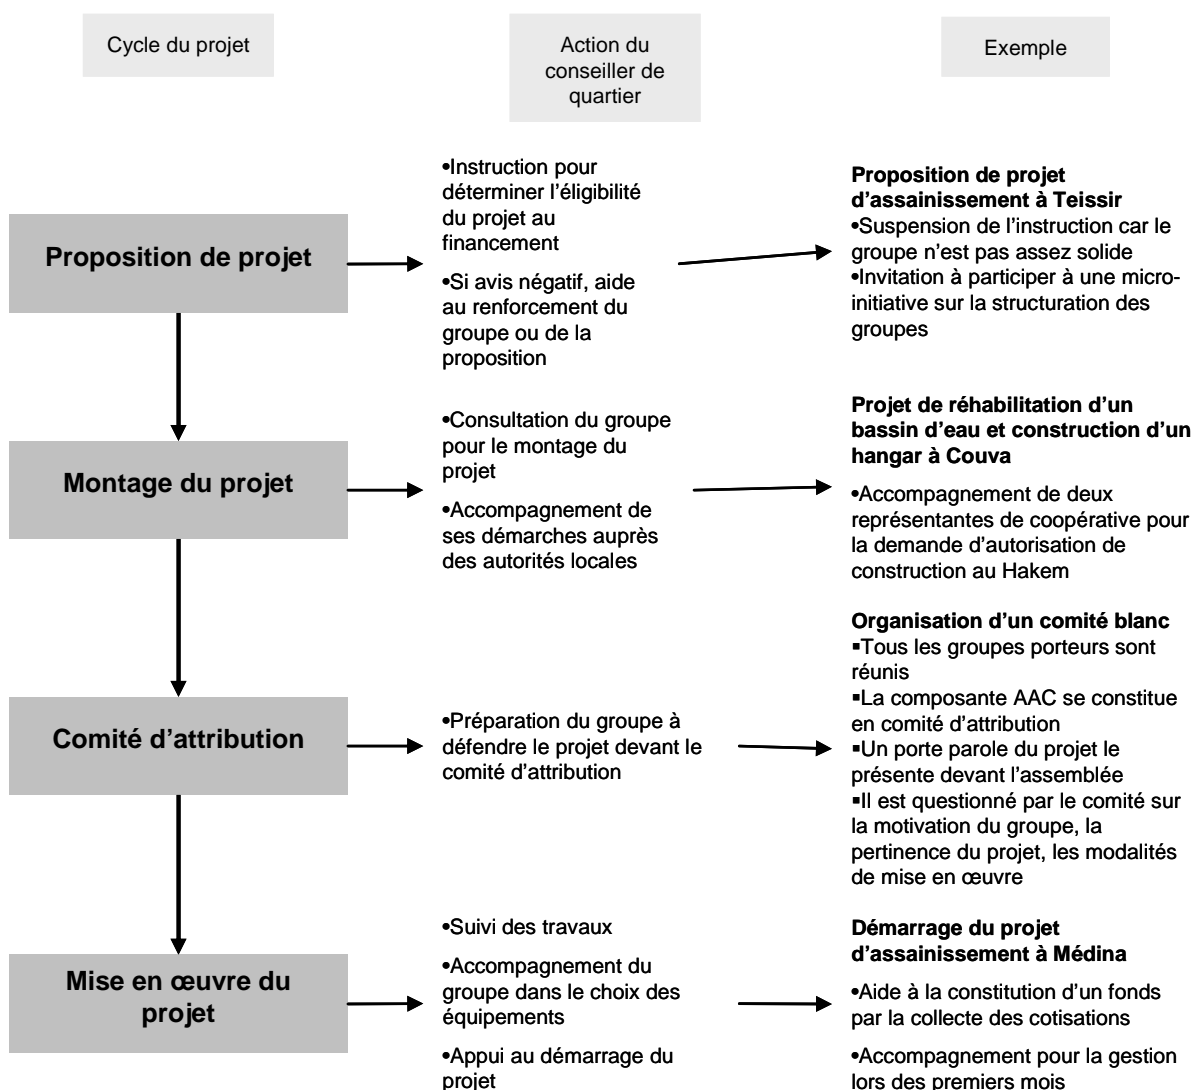 Cycle du projet
Action du
conseiller de
quartier
Exemple
Proposition de projet
•Instruction pour
déterminer l'éligibilité
du projet au
financement
•Si avis négatif, aide
au renforcement du
groupe ou de la
proposition
Proposition de projet
d'assainissement à Teissir
•Suspension de l'instruction car le
groupe n'est pas assez solide
•Invitation à participer à une micro-
initiative sur la structuration des
groupes
Montage du projet
•Consultation du groupe
pour le montage du
projet
•Accompagnement de
ses démarches auprès
des autorités locales
Projet de réhabilitation d'un
bassin d'eau et construction d'un
hangar à Couva
•Accompagnement de deux
représentantes de coopérative pour
la demande d'autorisation de
construction au Hakem
Comité d'attribution
•Préparation du groupe à
défendre le projet devant le
comité d'attribution
Organisation d'un comité blanc
▪Tous les groupes porteurs sont
réunis
▪La composante AAC se constitue
en comité d'attribution
▪Un porte parole du projet le
présente devant l'assemblée
▪Il est questionné par le comité sur
la motivation du groupe, la
pertinence du projet, les modalités
de mise en œuvre
Mise en œuvre du
projet
•Suivi des travaux
•Accompagnement du
groupe dans le choix des
équipements
•Appui au démarrage du
projet
Démarrage du projet
d'assainissement à Médina
•Aide à la constitution d'un fonds
par la collecte des cotisations
•Accompagnement pour la gestion
lors des premiers mois